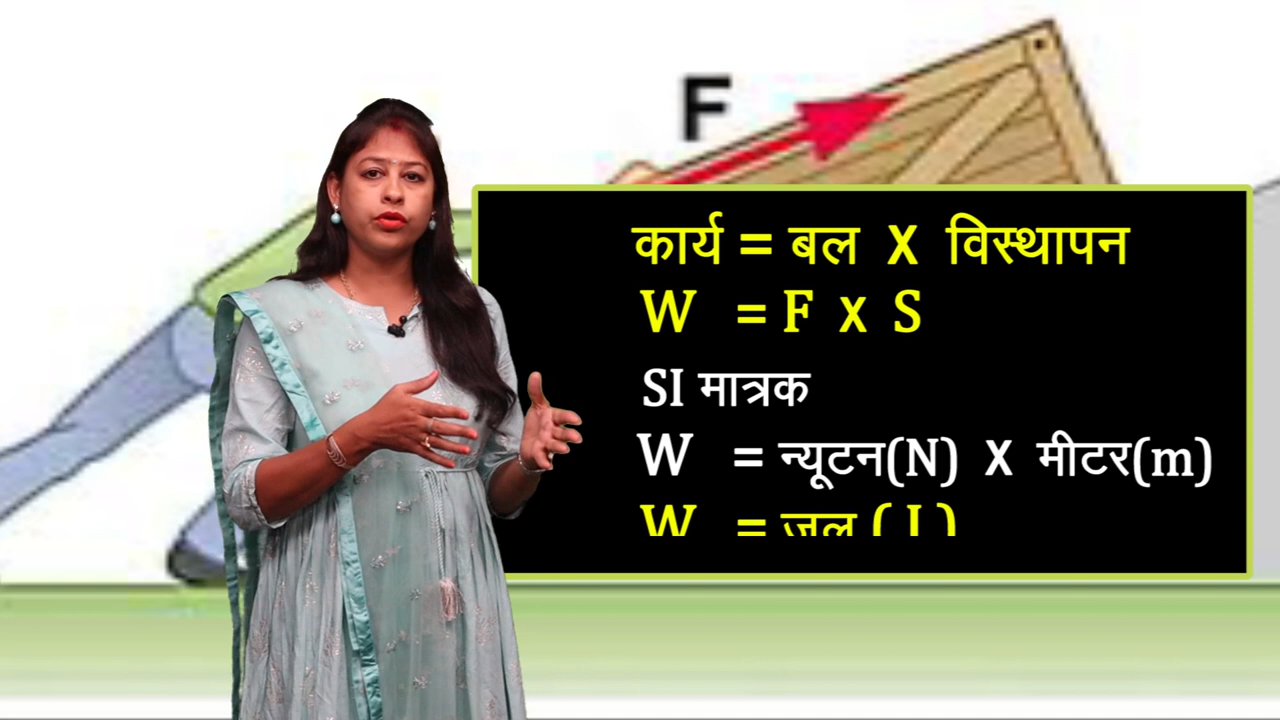 F
कार्य = बल X विस्थापन
W = F x S
SI मात्रक
W = न्यूटन(N) X मीटर(m)
W = जूल ( J )